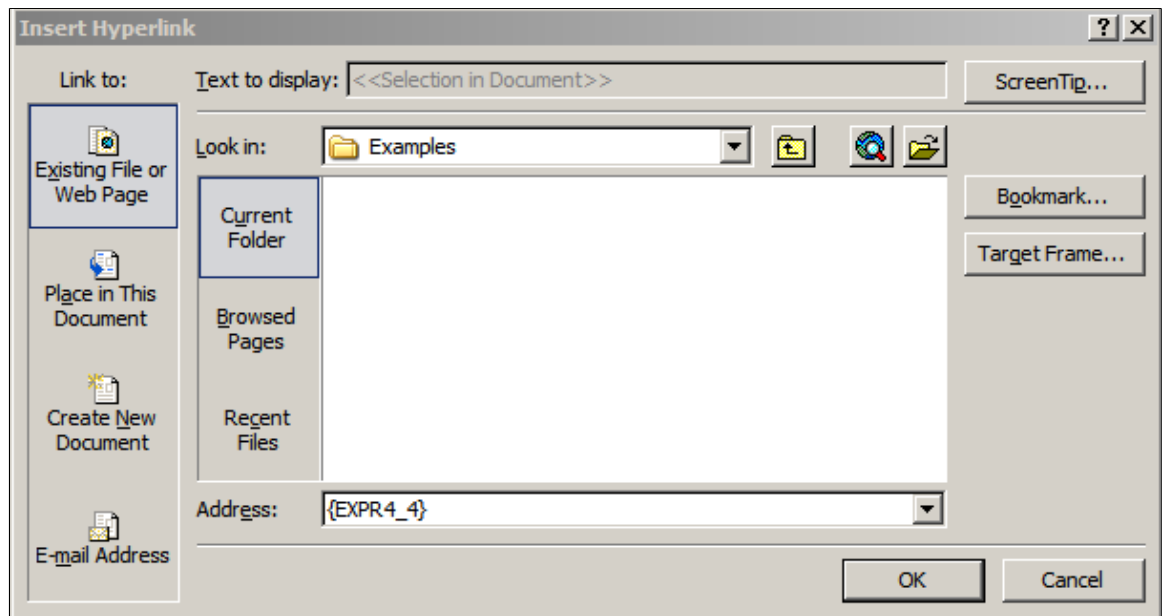 Insert Hyperlink
Link to:
Text to display: <<Selection in Document>>
ScreenTip...
Existing File or
Web Page
Look in: Examples
Current
Folder
Bookmark...
Target Frame...
Place in This
Document
Browsed
Pages
Create New
Document
Recent
Files
Address: {EXPR4_4}
E-mail Address
OK
Cancel